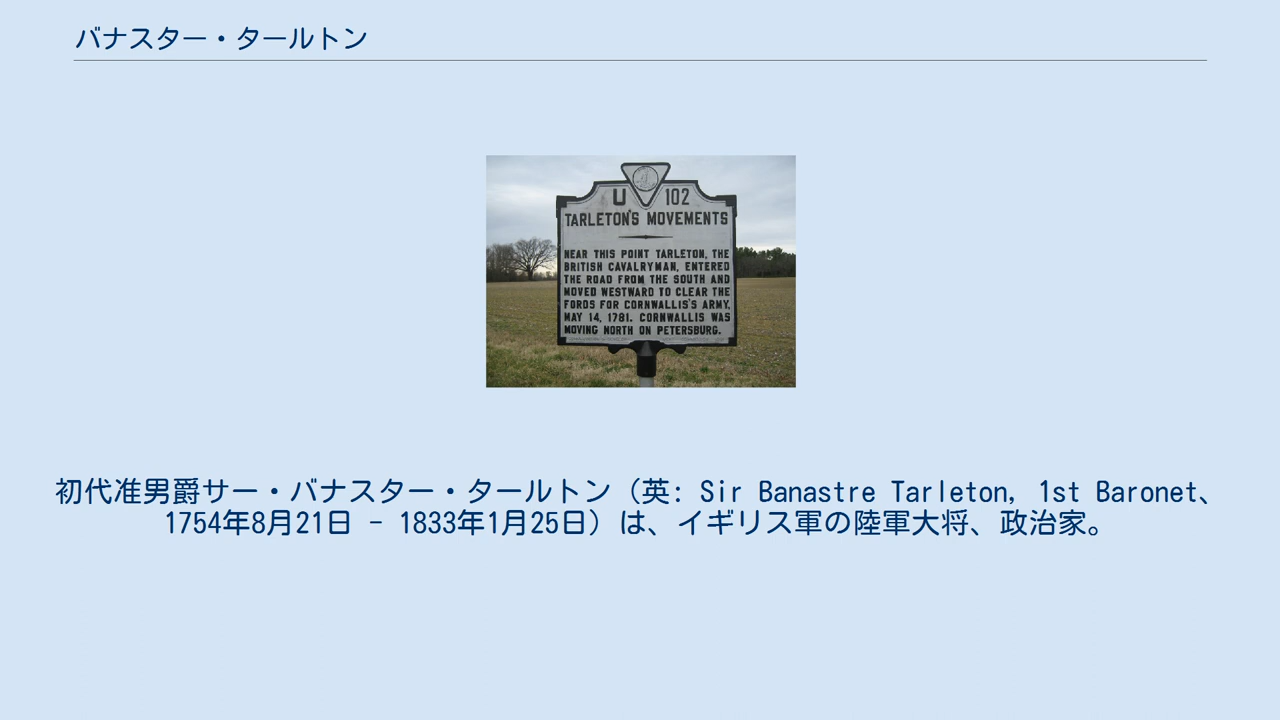 バナスター・タールトン
U 102
TARLETON'S MOVEMENTS
NEAR THIS POINT TARLETON, THE
BRITISH CAVALRYMAN, ENTERED
THE ROAD FROM THE SOUTH AND
MOVED WESTWARD TO CLEAR THE
FORDS FOR CORNWALLIS'S ARMY,
MAY 14, 1781. CORNWALLIS WAS
MOVING NORTH ON PETERSBURG.
初代准男爵サー・バナスター・タールトン（英: Sir Banastre Tarleton, 1st Baronet、
1754年8月21日 - 1833年1月25日）は、イギリス軍の陸軍大将、政治家。